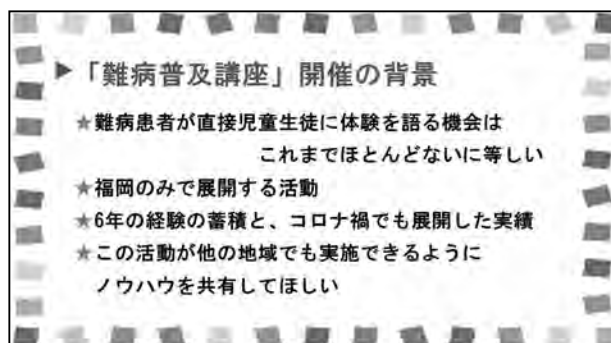 ▶「難病普及講座」開催の背景
★難病患者が直接児童生徒に体験を語る機会は
これまでほとんどないに等しい
★福岡のみで展開する活動
★6年の経験の蓄積と、コロナ禍でも展開した実績
★この活動が他の地域でも実施できるように
ノウハウを共有してほしい